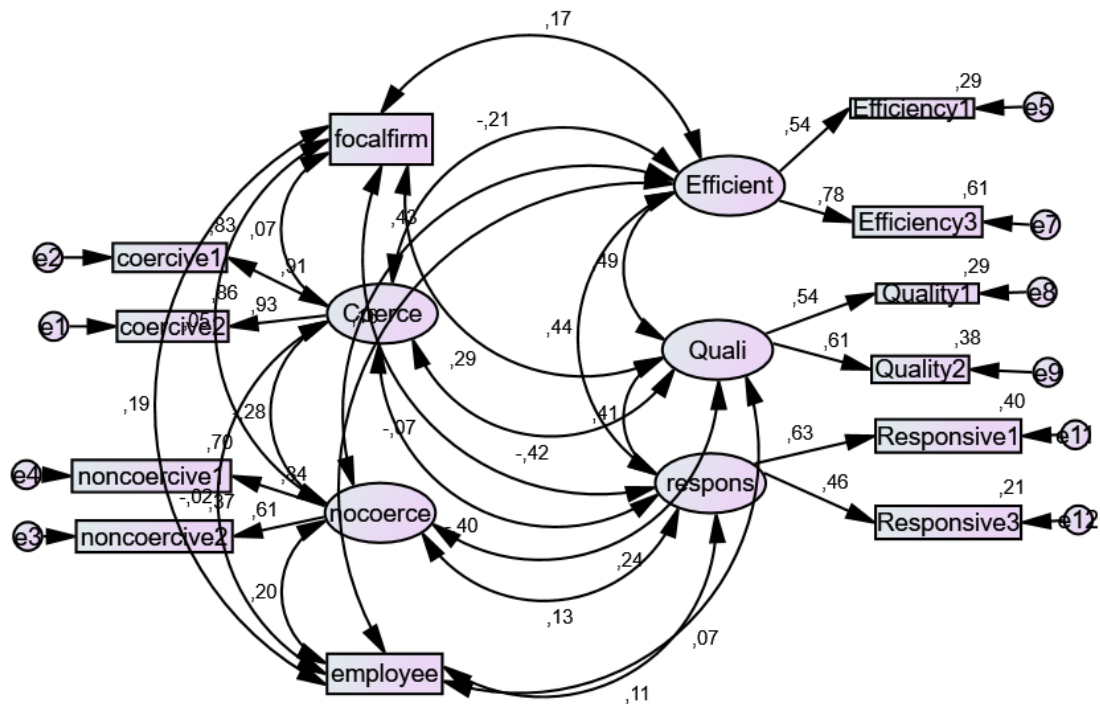 ,17
,29
Efficiency1
e5
-,21
,54
focalfirm
Efficient
,78
,61
Efficiency3
e7
,83
,07
,43
e2
coercive1
,91
,49
,29
Quality1
e8
,54
,86
,93
e1
coercive2
,05
Coerce
,44
,29
Quali
,61
,38
Quality2
e9
,19
-,28
-,07
,41
,40
,70
-,42
,63
Responsive1
e11
e4
noncoercive1
,84
respons
,46
-,02
,37
,61
nocoerce
-,40
,21
e3
noncoercive2
Responsive3
e12
,24
,20
,13
,07
employee
,11